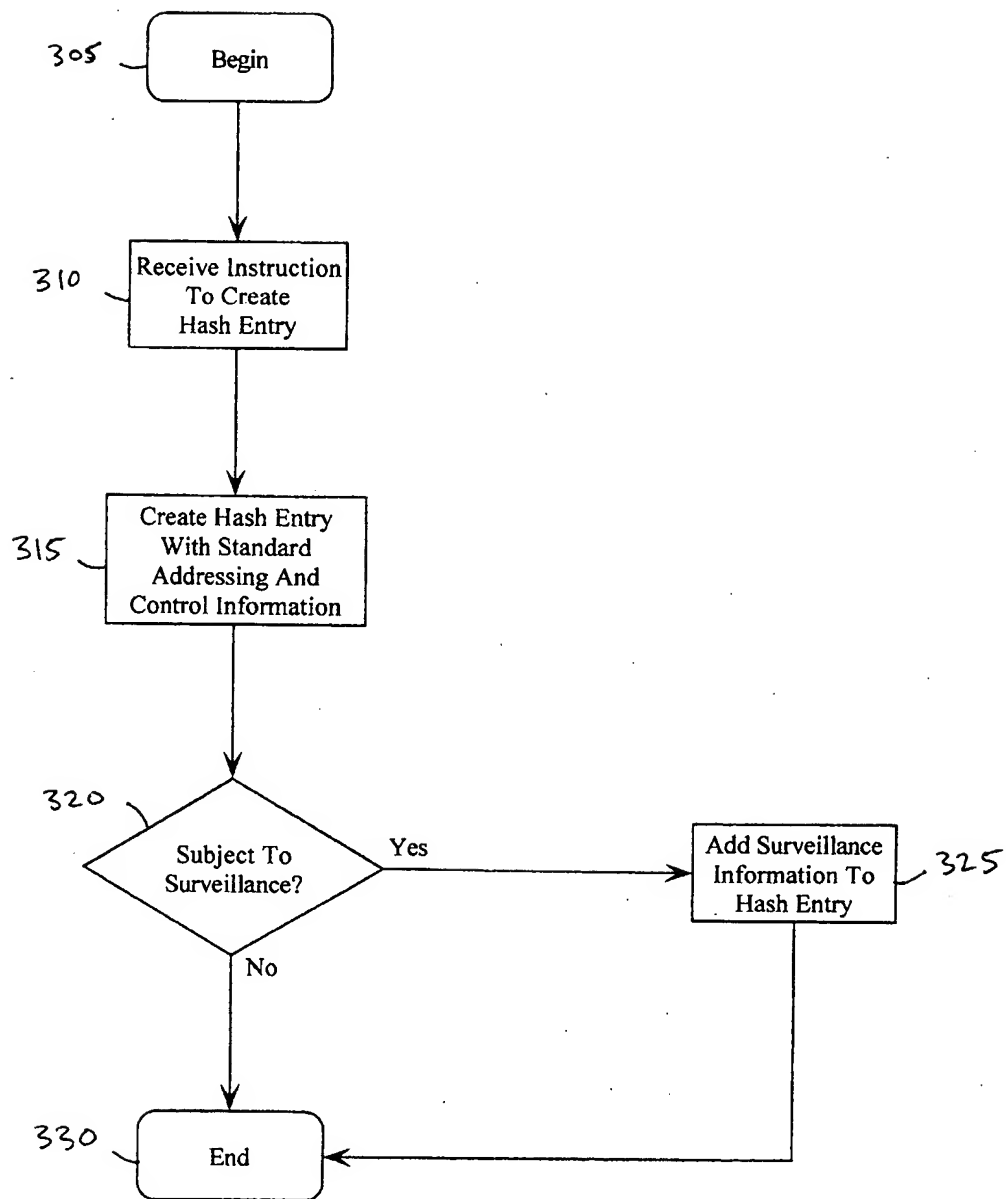 305
Begin
310
Receive Instruction
To Create
Hash Entry
315
Create Hash Entry
With Standard
Addressing And
Control Information
320
Subject To
Surveillance?
Yes
Add Surveillance
Information To
Hash Entry
325
No
330
End